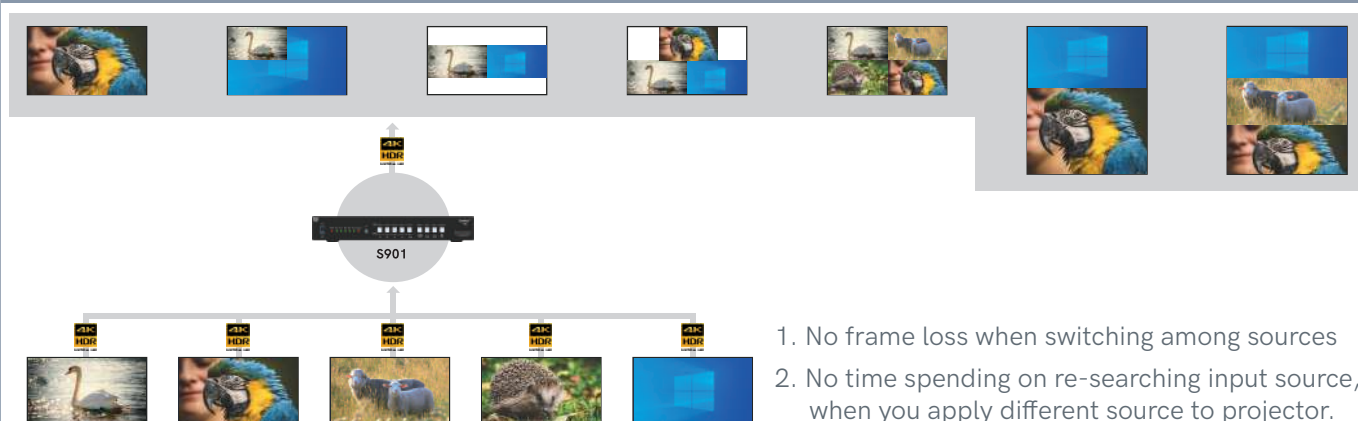 4K
HDR
S901
4K
HDR
4K
HDR
4K
HDR
4K
HDR
4K
HDR
1. No frame loss when switching among sources
2. No time spending on re-searching input source,
when you apply different source to projector.